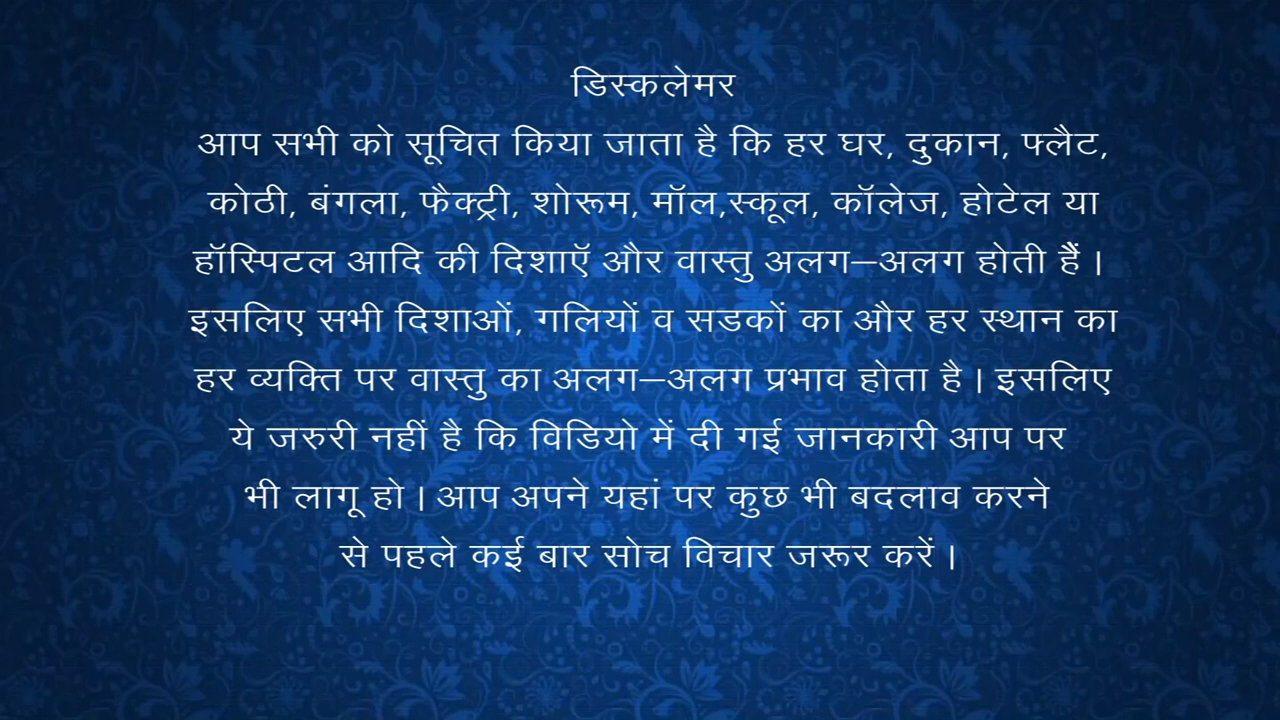 डिस्कलेमर
आप सभी को सूचित किया जाता है कि हर घर, दुकान, फ्लैट,
कोठी, बंगला, फैक्ट्री, शोरूम, मॉल,स्कूल, कॉलेज, होटेल या
हॉस्पिटल आदि की दिशाऍ और वास्तु अलग–अलग होती हैं।
इसलिए सभी दिशाओं, गलियों व सडकों का और हर स्थान का
हर व्यक्ति पर वास्तु का अलग–अलग प्रभाव होता है। इसलिए
ये जरुरी नहीं है कि विडियो में दी गई जानकारी आप पर
भी लागू हो। आप अपने यहां पर कुछ भी बदलाव करने
से पहले कई बार सोच विचार जरूर करें।